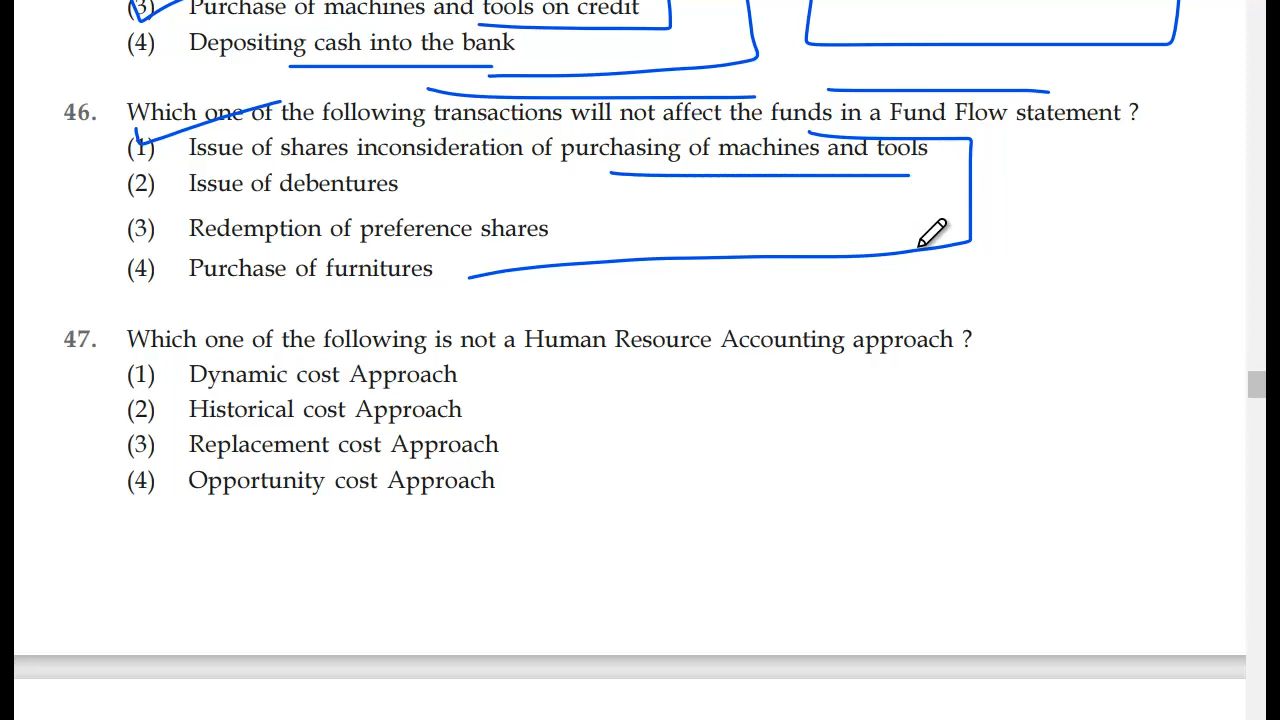 (3) Purchase of machines and tools on credit
(4) Depositing cash into the bank
46. Which one of the following transactions will not affect the funds in a Fund Flow statement ?
(1) Issue of shares inconsideration of purchasing of machines and tools
(2) Issue of debentures
(3) Redemption of preference shares
(4) Purchase of furnitures
47. Which one of the following is not a Human Resource Accounting approach ?
(1) Dynamic cost Approach
(2) Historical cost Approach
(3) Replacement cost Approach
(4) Opportunity cost Approach